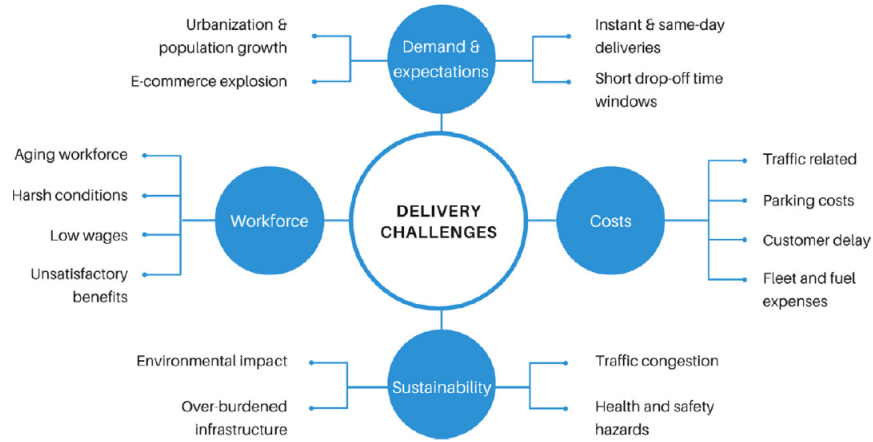 Urbanization &
population growth
E-commerce explosion
Demand &
expectations
Instant & same-day
deliveries
Short drop-off time
windows
Aging workforce
Harsh conditions
Low wages
Unsatisfactory
benefits
Workforce
DELIVERY
CHALLENGES
Costs
Traffic related
Parking costs
Customer delay
Fleet and fuel
expenses
Environmental impact
Over-burdened
infrastructure
Sustainability
Traffic congestion
Health and safety
hazards